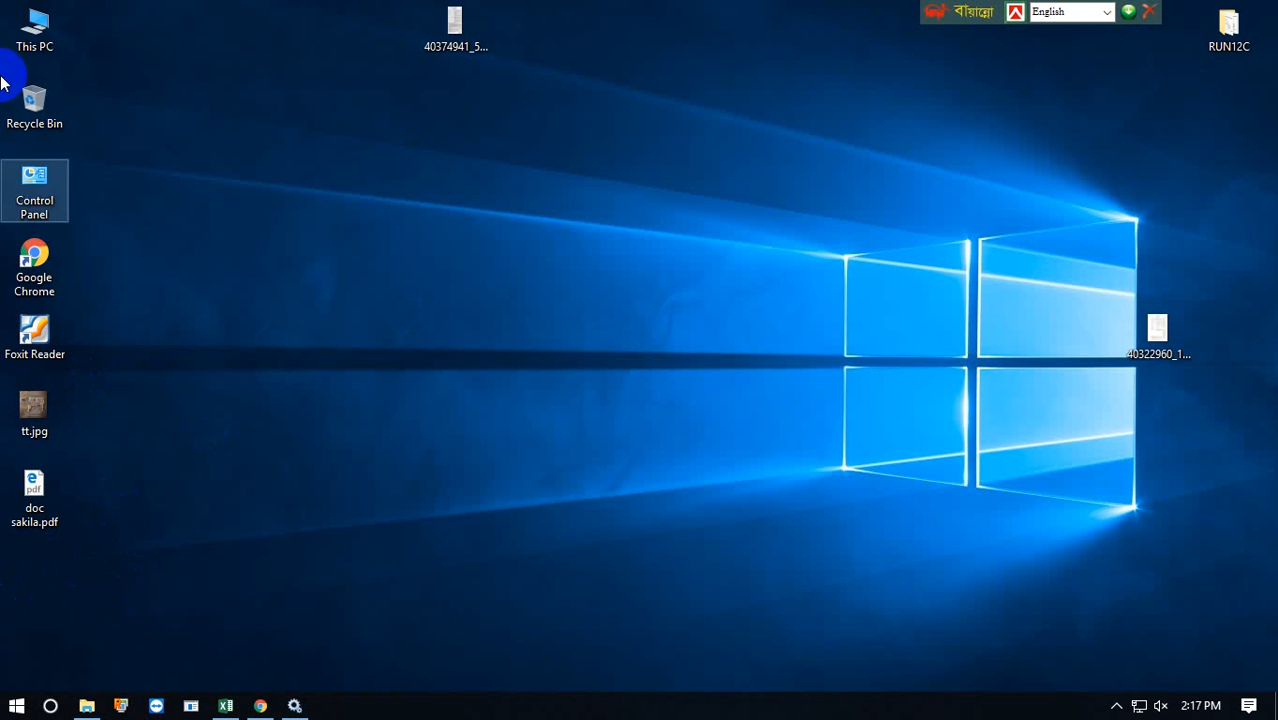 This PC
Recycle Bin
Control
Panel
Google
Chrome
Foxit Reader
tt.jpg
doc
sakila.pdf
40374941_5...
বায়ান্নো
English
RUN12C
40322960_1...
2:17 PM